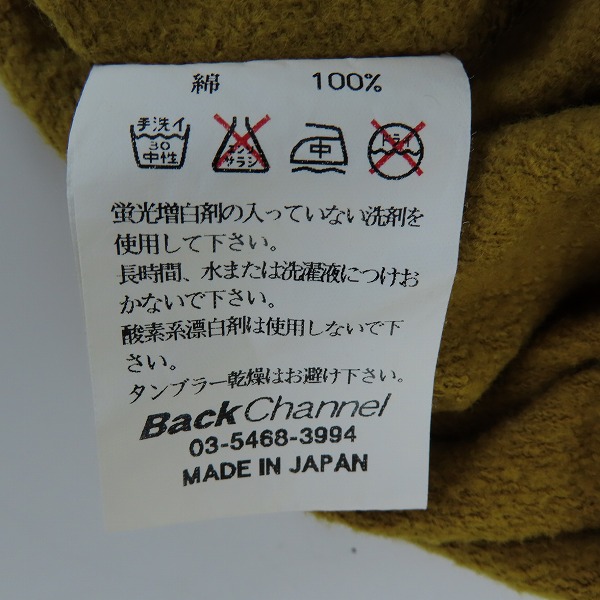 綿 100%
手洗イ
30
中性
エンソ
サラシ
中
ドライ
蛍光増白剤の入っていない洗剤を
使用して下さい。
長時間、水または洗濯液につけお
かないで下さい。
酸素系漂白剤は使用しないで下
さい。
タンブラー乾燥はお避け下さい。
BackChannel
03-5468-3994
MADE IN JAPAN